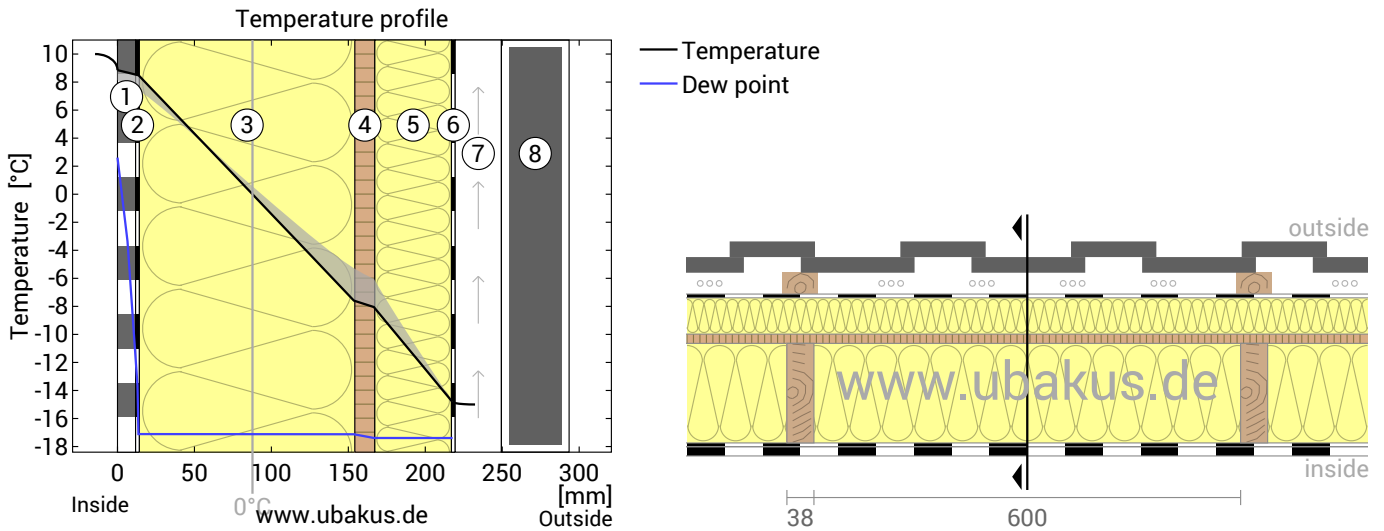 Temperature profile
Temperature [°C]
10
8
6
4
2
0
-2
-4
-6
-8
-10
-12
-14
-16
-18
1
2
3
4
5
6
7
8
0 50 100 150 200 250 300
[mm]
Inside
0°C
www.ubakus.de
Outside
Temperature
Dew point
outside
www.ubakus.de
inside
38
600